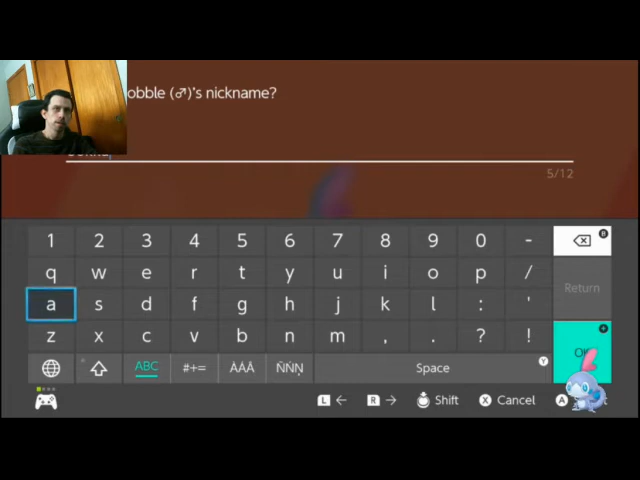 obble (♂)'s nickname?
5/12
1 2 3 4 5 6 7 8 9 0 -
q w e r t y u i o p /
Return
a s d f g h j k l : '
z x c v b n m , . ? !
ABC #+= ÀÁÂ ÑŃŅ Space Y
L ← R → Shift X Cancel A